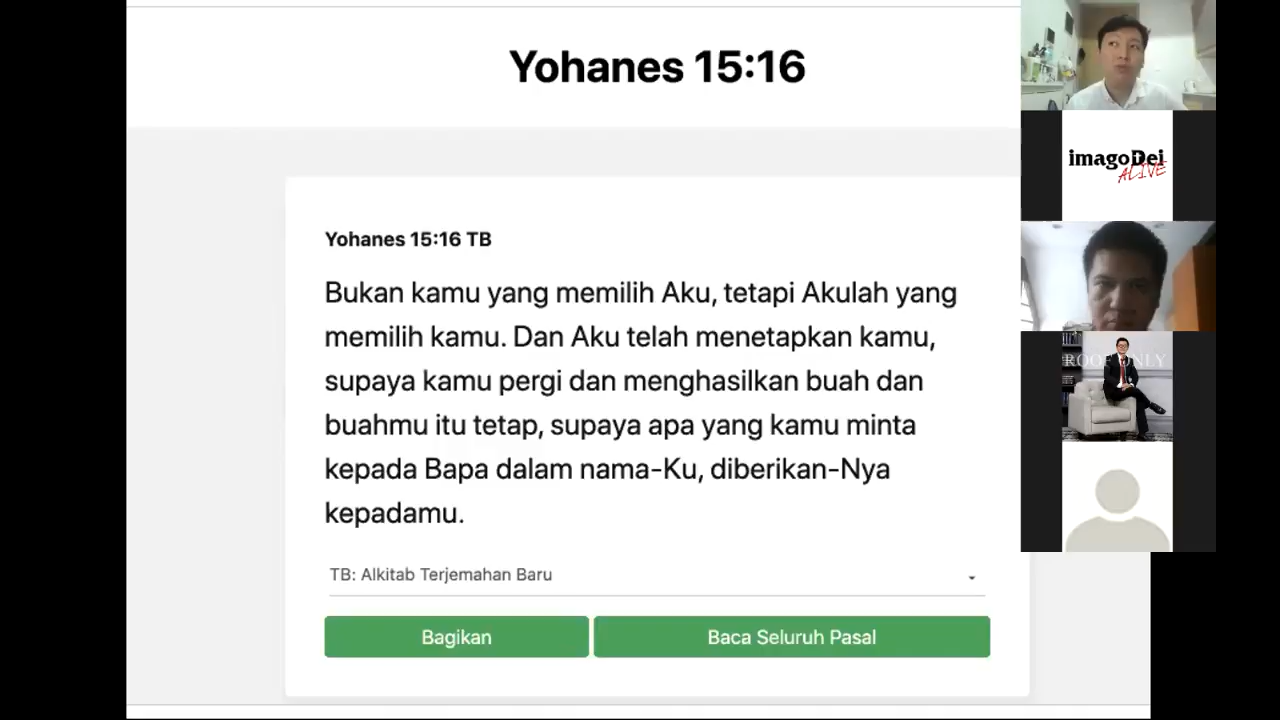 Yohanes 15:16
Yohanes 15:16 TB
Bukan kamu yang memilih Aku, tetapi Akulah yang
memilih kamu. Dan Aku telah menetapkan kamu,
supaya kamu pergi dan menghasilkan buah dan
buahmu itu tetap, supaya apa yang kamu minta
kepada Bapa dalam nama-Ku, diberikan-Nya
kepadamu.
TB: Alkitab Terjemahan Baru
Bagikan
Baca Seluruh Pasal
imagoDei
ALIVE